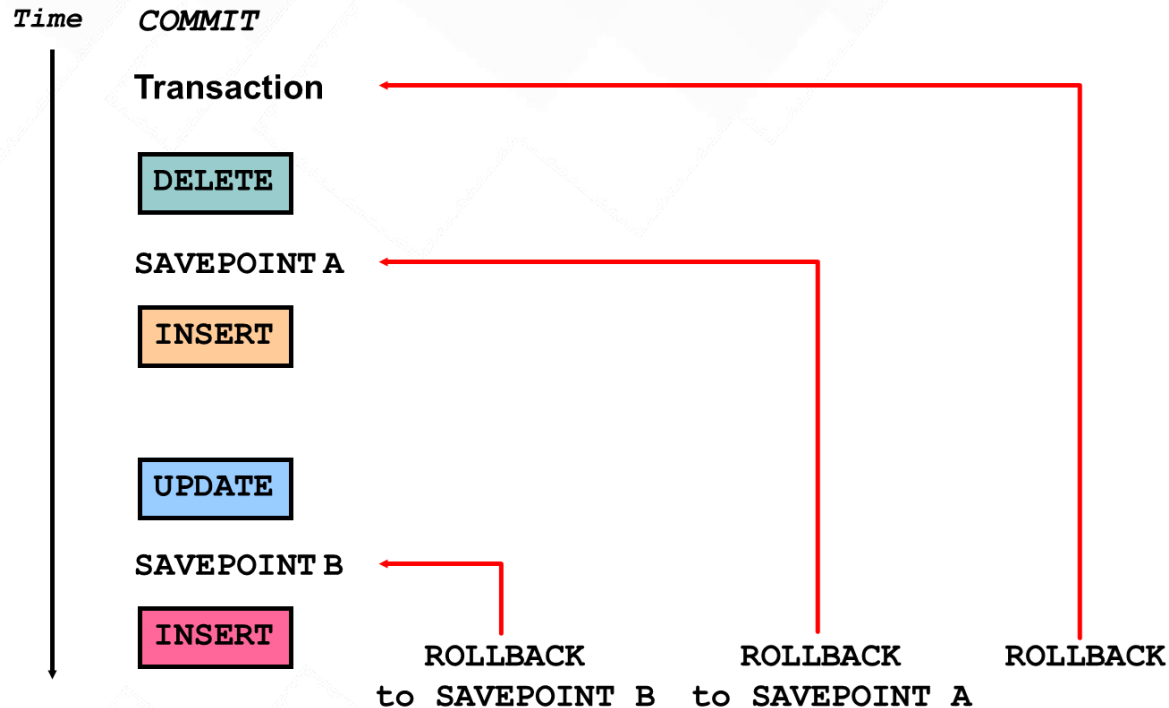 Time COMMIT
Transaction
DELETE
SAVEPOINT A
INSERT
UPDATE
SAVEPOINT B
INSERT
ROLLBACK
to SAVEPOINT B
ROLLBACK
to SAVEPOINT A
ROLLBACK